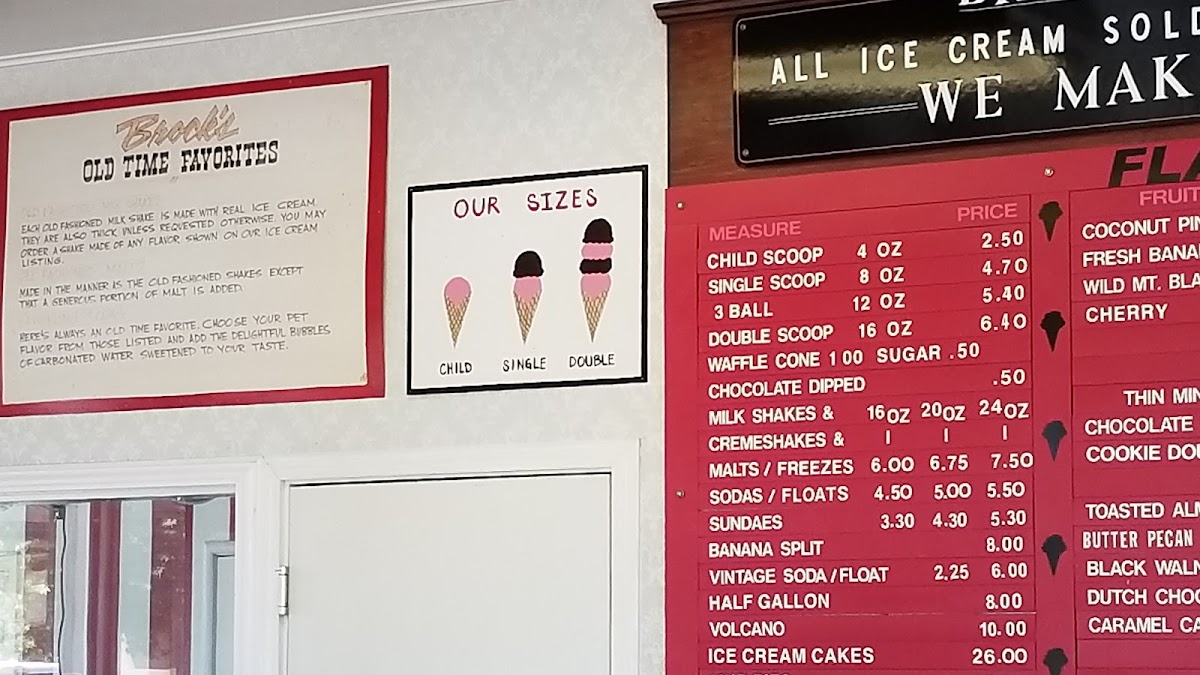 Brook's
OLD TIME FAVORITES
EACH OLD FASHIONED MILK SHAKE IS MADE WITH REAL ICE CREAM.
THEY ARE ALSO THICK UNLESS REQUESTED OTHERWISE. YOU MAY
ORDER A SHAKE MADE OF ANY FLAVOR SHOWN ON OUR ICE CREAM
LISTING.
MADE IN THE MANNER AS THE OLD FASHIONED SHAKES EXCEPT
THAT A GENEROUS PORTION OF MALT IS ADDED.
HERE'S ALWAYS AN OLD TIME FAVORITE. CHOOSE YOUR PET
FLAVOR FROM THOSE LISTED AND ADD THE DELIGHTFUL BUBBLES
OF CARBONATED WATER SWEETENED TO YOUR TASTE.
OUR SIZES
CHILD SINGLE DOUBLE
ALL ICE CREAM SOLD
WE MAK
MEASURE PRICE
CHILD SCOOP 4 OZ 2.50
SINGLE SCOOP 8 OZ 4.70
3 BALL 12 OZ 5.40
DOUBLE SCOOP 16 OZ 6.40
WAFFLE CONE 1 00 SUGAR .50
CHOCOLATE DIPPED .50
MILK SHAKES & 16OZ 20OZ 24OZ
CREMESHAKES & | | |
MALTS / FREEZES 6.00 6.75 7.50
SODAS / FLOATS 4.50 5.00 5.50
SUNDAES 3.30 4.30 5.30
BANANA SPLIT 8.00
VINTAGE SODA / FLOAT 2.25 6.00
HALF GALLON 8.00
VOLCANO 10.00
ICE CREAM CAKES 26.00
FLA
FRUIT
COCONUT PIN
FRESH BANA
WILD MT. BLA
CHERRY
THIN MIN
CHOCOLATE
COOKIE DOU
TOASTED ALM
BUTTER PECAN
BLACK WALN
DUTCH CHOC
CARAMEL CA